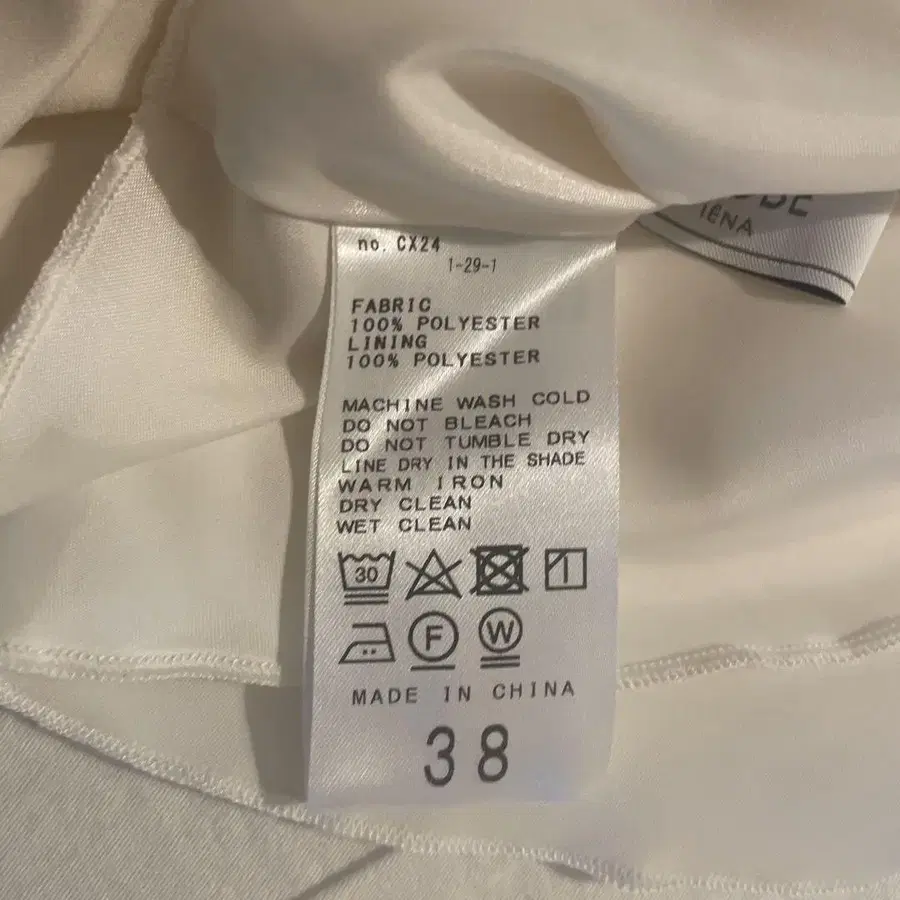 IéNA
no. CX24
1-29-1
FABRIC
100% POLYESTER
LINING
100% POLYESTER
MACHINE WASH COLD
DO NOT BLEACH
DO NOT TUMBLE DRY
LINE DRY IN THE SHADE
WARM IRON
DRY CLEAN
WET CLEAN
30
F W
MADE IN CHINA
38